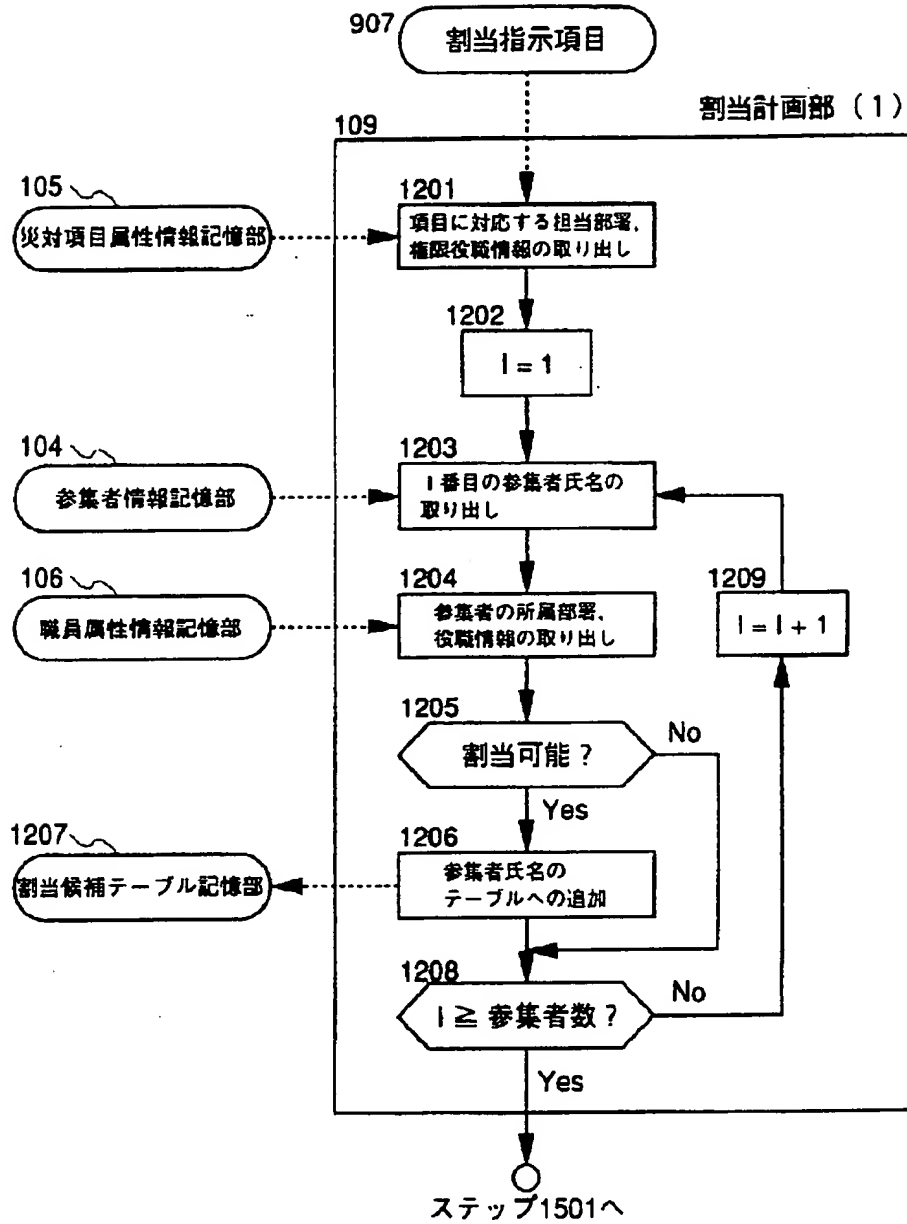 907
割当指示項目
割当計画部（1）
109
105
災対項目属性情報記憶部
1201
項目に対応する担当部署、
権限役職情報の取り出し
1202
I = 1
104
参集者情報記憶部
1203
I 番目の参集者氏名の
取り出し
106
職員属性情報記憶部
1204
参集者の所属部署、
役職情報の取り出し
1209
I = I + 1
1205
割当可能？
No
Yes
1207
割当候補テーブル記憶部
1206
参集者氏名の
テーブルへの追加
1208
I ≧ 参集者数？
No
Yes
ステップ1501へ